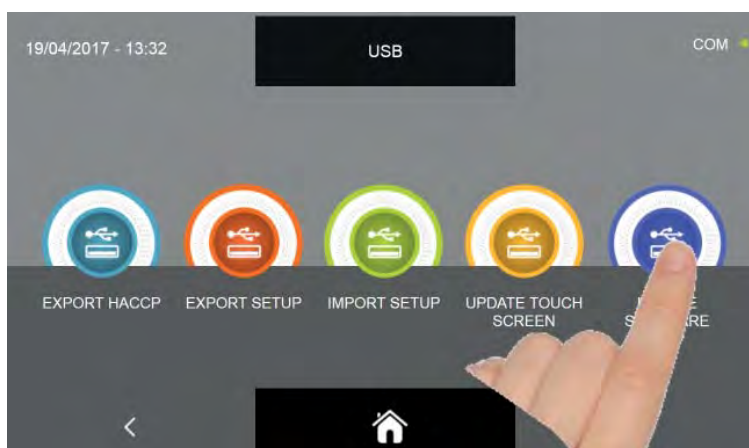 19/04/2017 - 13:32
USB
COM
EXPORT HACCP
EXPORT SETUP
IMPORT SETUP
UPDATE TOUCH
SCREEN